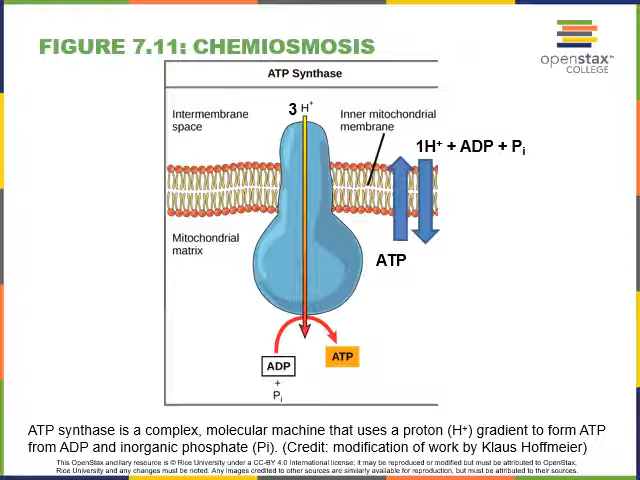 FIGURE 7.11: CHEMIOSMOSIS
openstax™
COLLEGE
ATP Synthase
3 H⁺
Intermembrane
space
Inner mitochondrial
membrane
1H⁺ + ADP + Pᵢ
Mitochondrial
matrix
ATP
ADP
+
Pᵢ
ATP
ATP synthase is a complex, molecular machine that uses a proton (H⁺) gradient to form ATP
from ADP and inorganic phosphate (Pi). (Credit: modification of work by Klaus Hoffmeier)
This OpenStax ancillary resource is © Rice University under a CC-BY 4.0 International license; it may be reproduced or modified but must be attributed to OpenStax,
Rice University and any changes must be noted. Any images credited to other sources are similarly available for reproduction, but must be attributed to their sources.